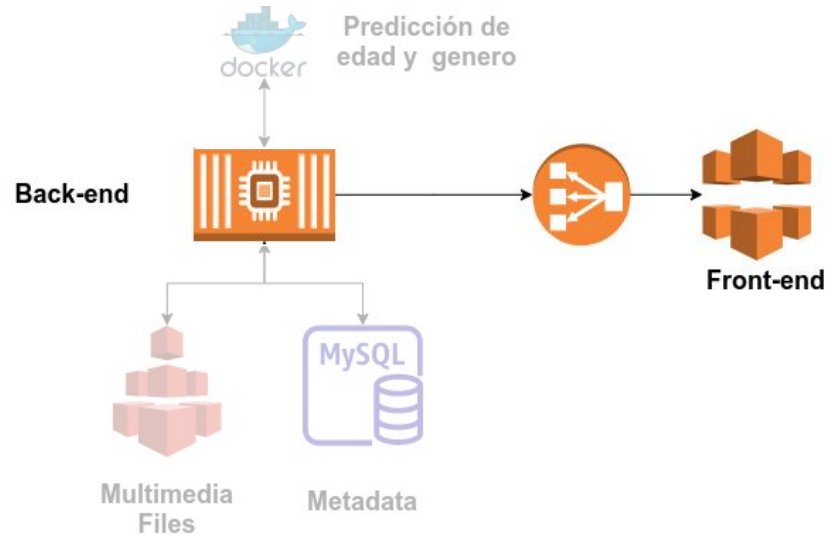 docker
Predicción de
edad y genero
Back-end
Front-end
MySQL
Multimedia
Files
Metadata